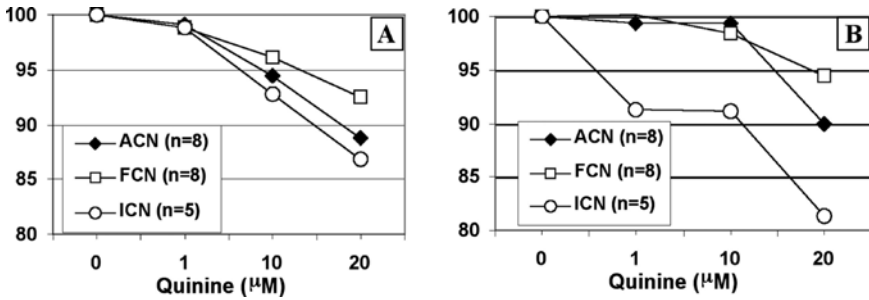 A
100
95
90
85
80
ACN (n=8)
FCN (n=8)
ICN (n=5)
0 1 10 20
Quinine (μM)
B
100
95
90
85
80
ACN (n=8)
FCN (n=8)
ICN (n=5)
0 1 10 20
Quinine (μM)